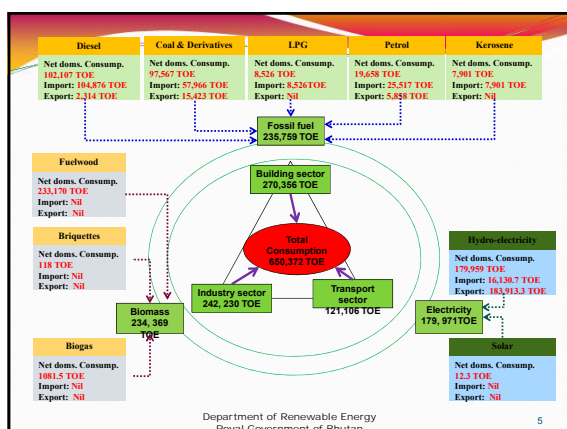 Diesel
Net doms. Consump.
102,107 TOE
Import: 104,876 TOE
Export: 2,314 TOE
Coal & Derivatives
Net doms. Consump.
97,567 TOE
Import: 57,966 TOE
Export: 15,423 TOE
LPG
Net doms. Consump.
8,526 TOE
Import: 8,526TOE
Export: Nil
Petrol
Net doms. Consump.
19,658 TOE
Import: 25,517 TOE
Export: 5,858 TOE
Kerosene
Net doms. Consump.
7,901 TOE
Import: 7,901 TOE
Export: Nil
Fossil fuel
235,759 TOE
Fuelwood
Net doms. Consump.
233,170 TOE
Import: Nil
Export: Nil
Building sector
270,356 TOE
Briquettes
Net doms. Consump.
118 TOE
Import: Nil
Export: Nil
Total
Consumption
650,372 TOE
Hydro-electricity
Net doms. Consump.
179,959 TOE
Import: 16,130.7 TOE
Export: 183,913.3 TOE
Industry sector
242, 230 TOE
Transport
sector
121,106 TOE
Biomass
234, 369
TOE
Electricity
179, 971TOE
Biogas
Net doms. Consump.
1081.5 TOE
Import: Nil
Export: Nil
Solar
Net doms. Consump.
12.3 TOE
Import: Nil
Export: Nil
Department of Renewable Energy
Royal Government of Bhutan
5